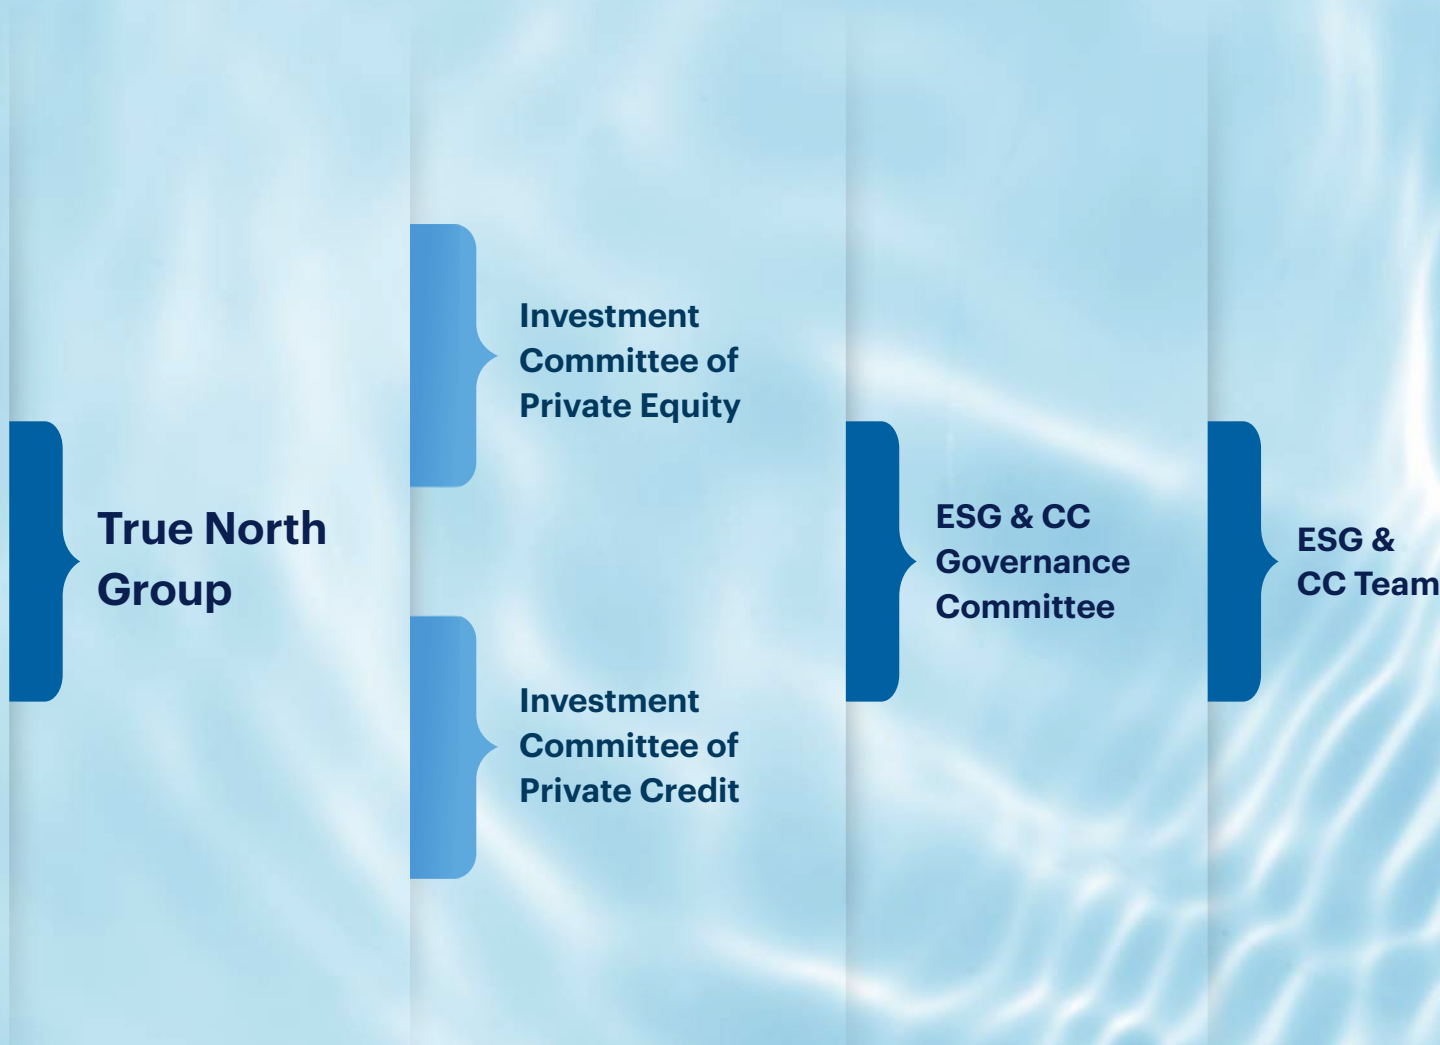 True North
Group
Investment
Committee of
Private Equity
Investment
Committee of
Private Credit
ESG & CC
Governance
Committee
ESG &
CC Team